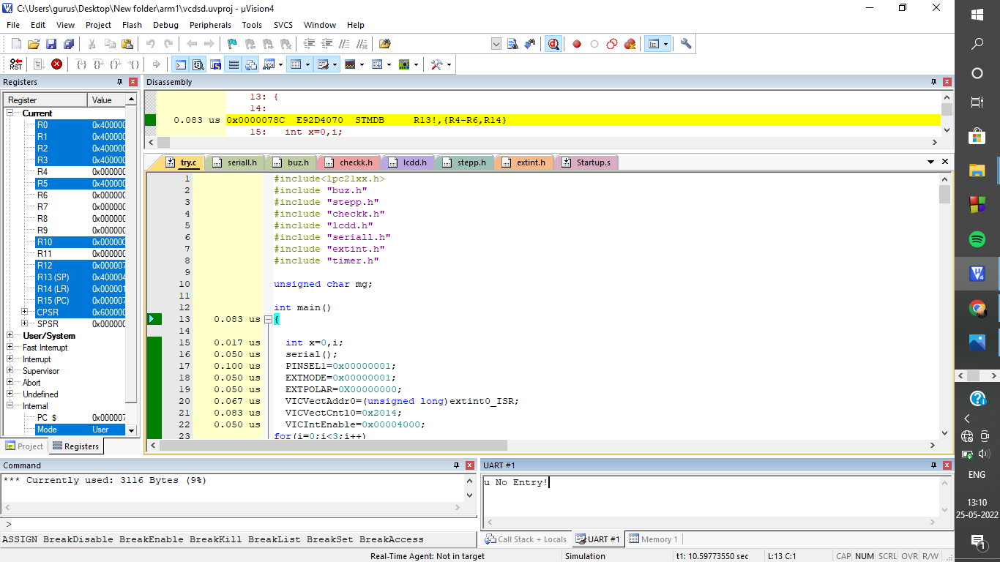 C:\Users\gurus\Desktop\New folder\arm1\vcdsd.uvproj - µVision4
File Edit View Project Flash Debug Peripherals Tools SVCS Window Help
RST
Registers
Register Value
Current
R0 0x400000
R1 0x400000
R2 0x400000
R3 0x400000
R4 0x000000
R5 0x400000
R6 0x000000
R7 0x000000
R8 0x000000
R9 0x000000
R10 0x00000C
R11 0x000000
R12 0x000007
R13 (SP) 0x400004
R14 (LR) 0x000001
R15 (PC) 0x000007
CPSR 0x600000
SPSR 0x000000
User/System
Fast Interrupt
Interrupt
Supervisor
Abort
Undefined
Internal
PC $ 0x000007
Mode User
Project Registers
Disassembly
13: {
14:
0.083 us 0x0000078C E92D4070 STMDB R13!,{R4-R6,R14}
15: int x=0,i;
try.c seriall.h buz.h checkk.h lcdd.h stepp.h extint.h Startup.s
1 #include<lpc21xx.h>
2 #include "buz.h"
3 #include "stepp.h"
4 #include "checkk.h"
5 #include "lcdd.h"
6 #include "seriall.h"
7 #include "extint.h"
8 #include "timer.h"
9
10 unsigned char mg;
11
12 int main()
13 0.083 us {
14
15 0.017 us int x=0,i;
16 0.050 us serial();
17 0.100 us PINSEL1=0x00000001;
18 0.050 us EXTMODE=0x00000001;
19 0.050 us EXTPOLAR=0X00000000;
20 0.067 us VICVectAddr0=(unsigned long)extint0_ISR;
21 0.083 us VICVectCntl0=0x2014;
22 0.050 us VICIntEnable=0x00004000;
23 for(i=0;i<3;i++)
Command
*** Currently used: 3116 Bytes (9%)
>
ASSIGN BreakDisable BreakEnable BreakKill BreakList BreakSet BreakAccess
UART #1
u No Entry!
Call Stack + Locals UART #1 Memory 1
Real-Time Agent: Not in target Simulation t1: 10.59773550 sec L:13 C:1 CAP NUM SCRL OVR R/W
ENG
13:10
25-05-2022
1